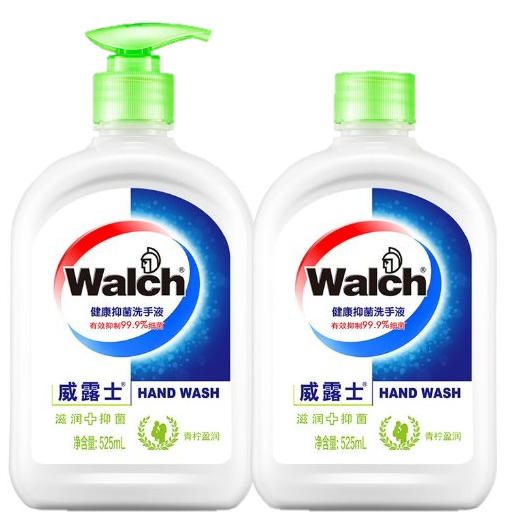 Walch®
健康抑菌洗手液
有效抑制99.9%细菌
威露士® HAND WASH
滋润+抑菌
净含量: 525mL
青柠盈润
Walch®
健康抑菌洗手液
有效抑制99.9%细菌
威露士® HAND WASH
滋润+抑菌
净含量: 525mL
青柠盈润